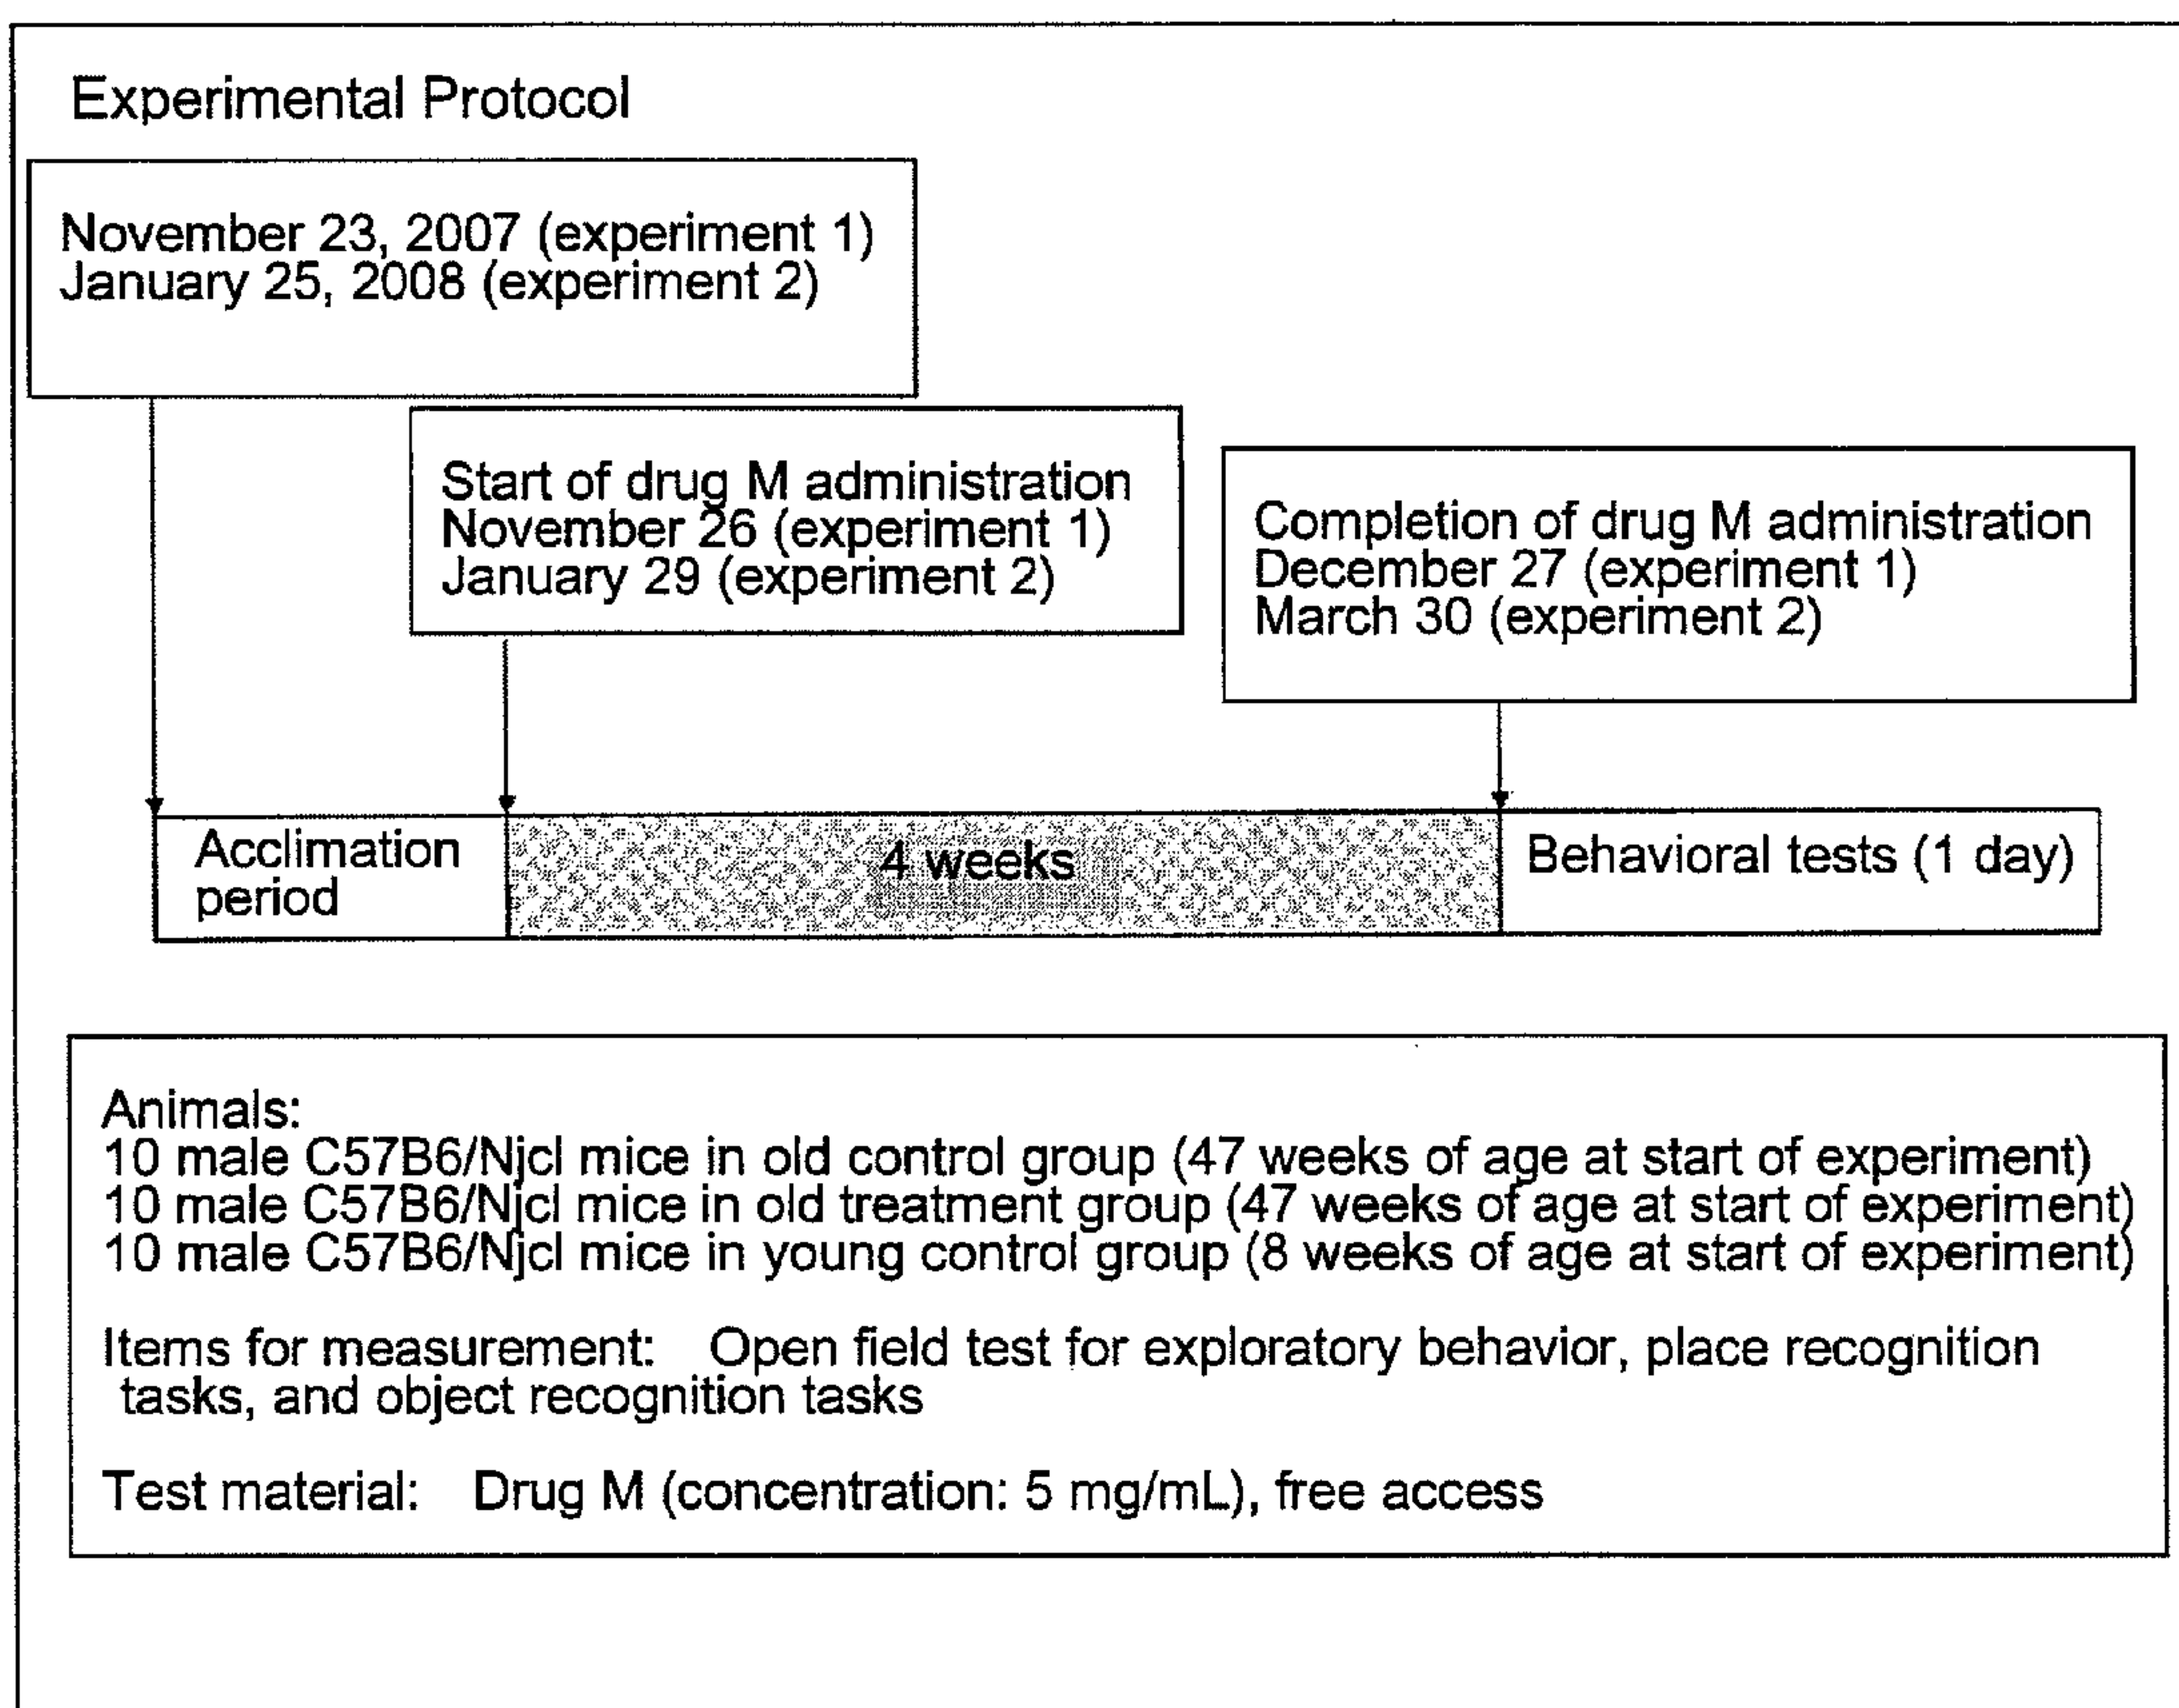 Experimental Protocol
November 23, 2007 (experiment 1)
January 25, 2008 (experiment 2)
Start of drug M administration
November 26 (experiment 1)
January 29 (experiment 2)
Completion of drug M administration
December 27 (experiment 1)
March 30 (experiment 2)
Acclimation
period
4 weeks
Behavioral tests (1 day)
Animals:
10 male C57B6/Njcl mice in old control group (47 weeks of age at start of experiment)
10 male C57B6/Njcl mice in old treatment group (47 weeks of age at start of experiment)
10 male C57B6/Njcl mice in young control group (8 weeks of age at start of experiment)
Items for measurement: Open field test for exploratory behavior, place recognition
tasks, and object recognition tasks
Test material: Drug M (concentration: 5 mg/mL), free access